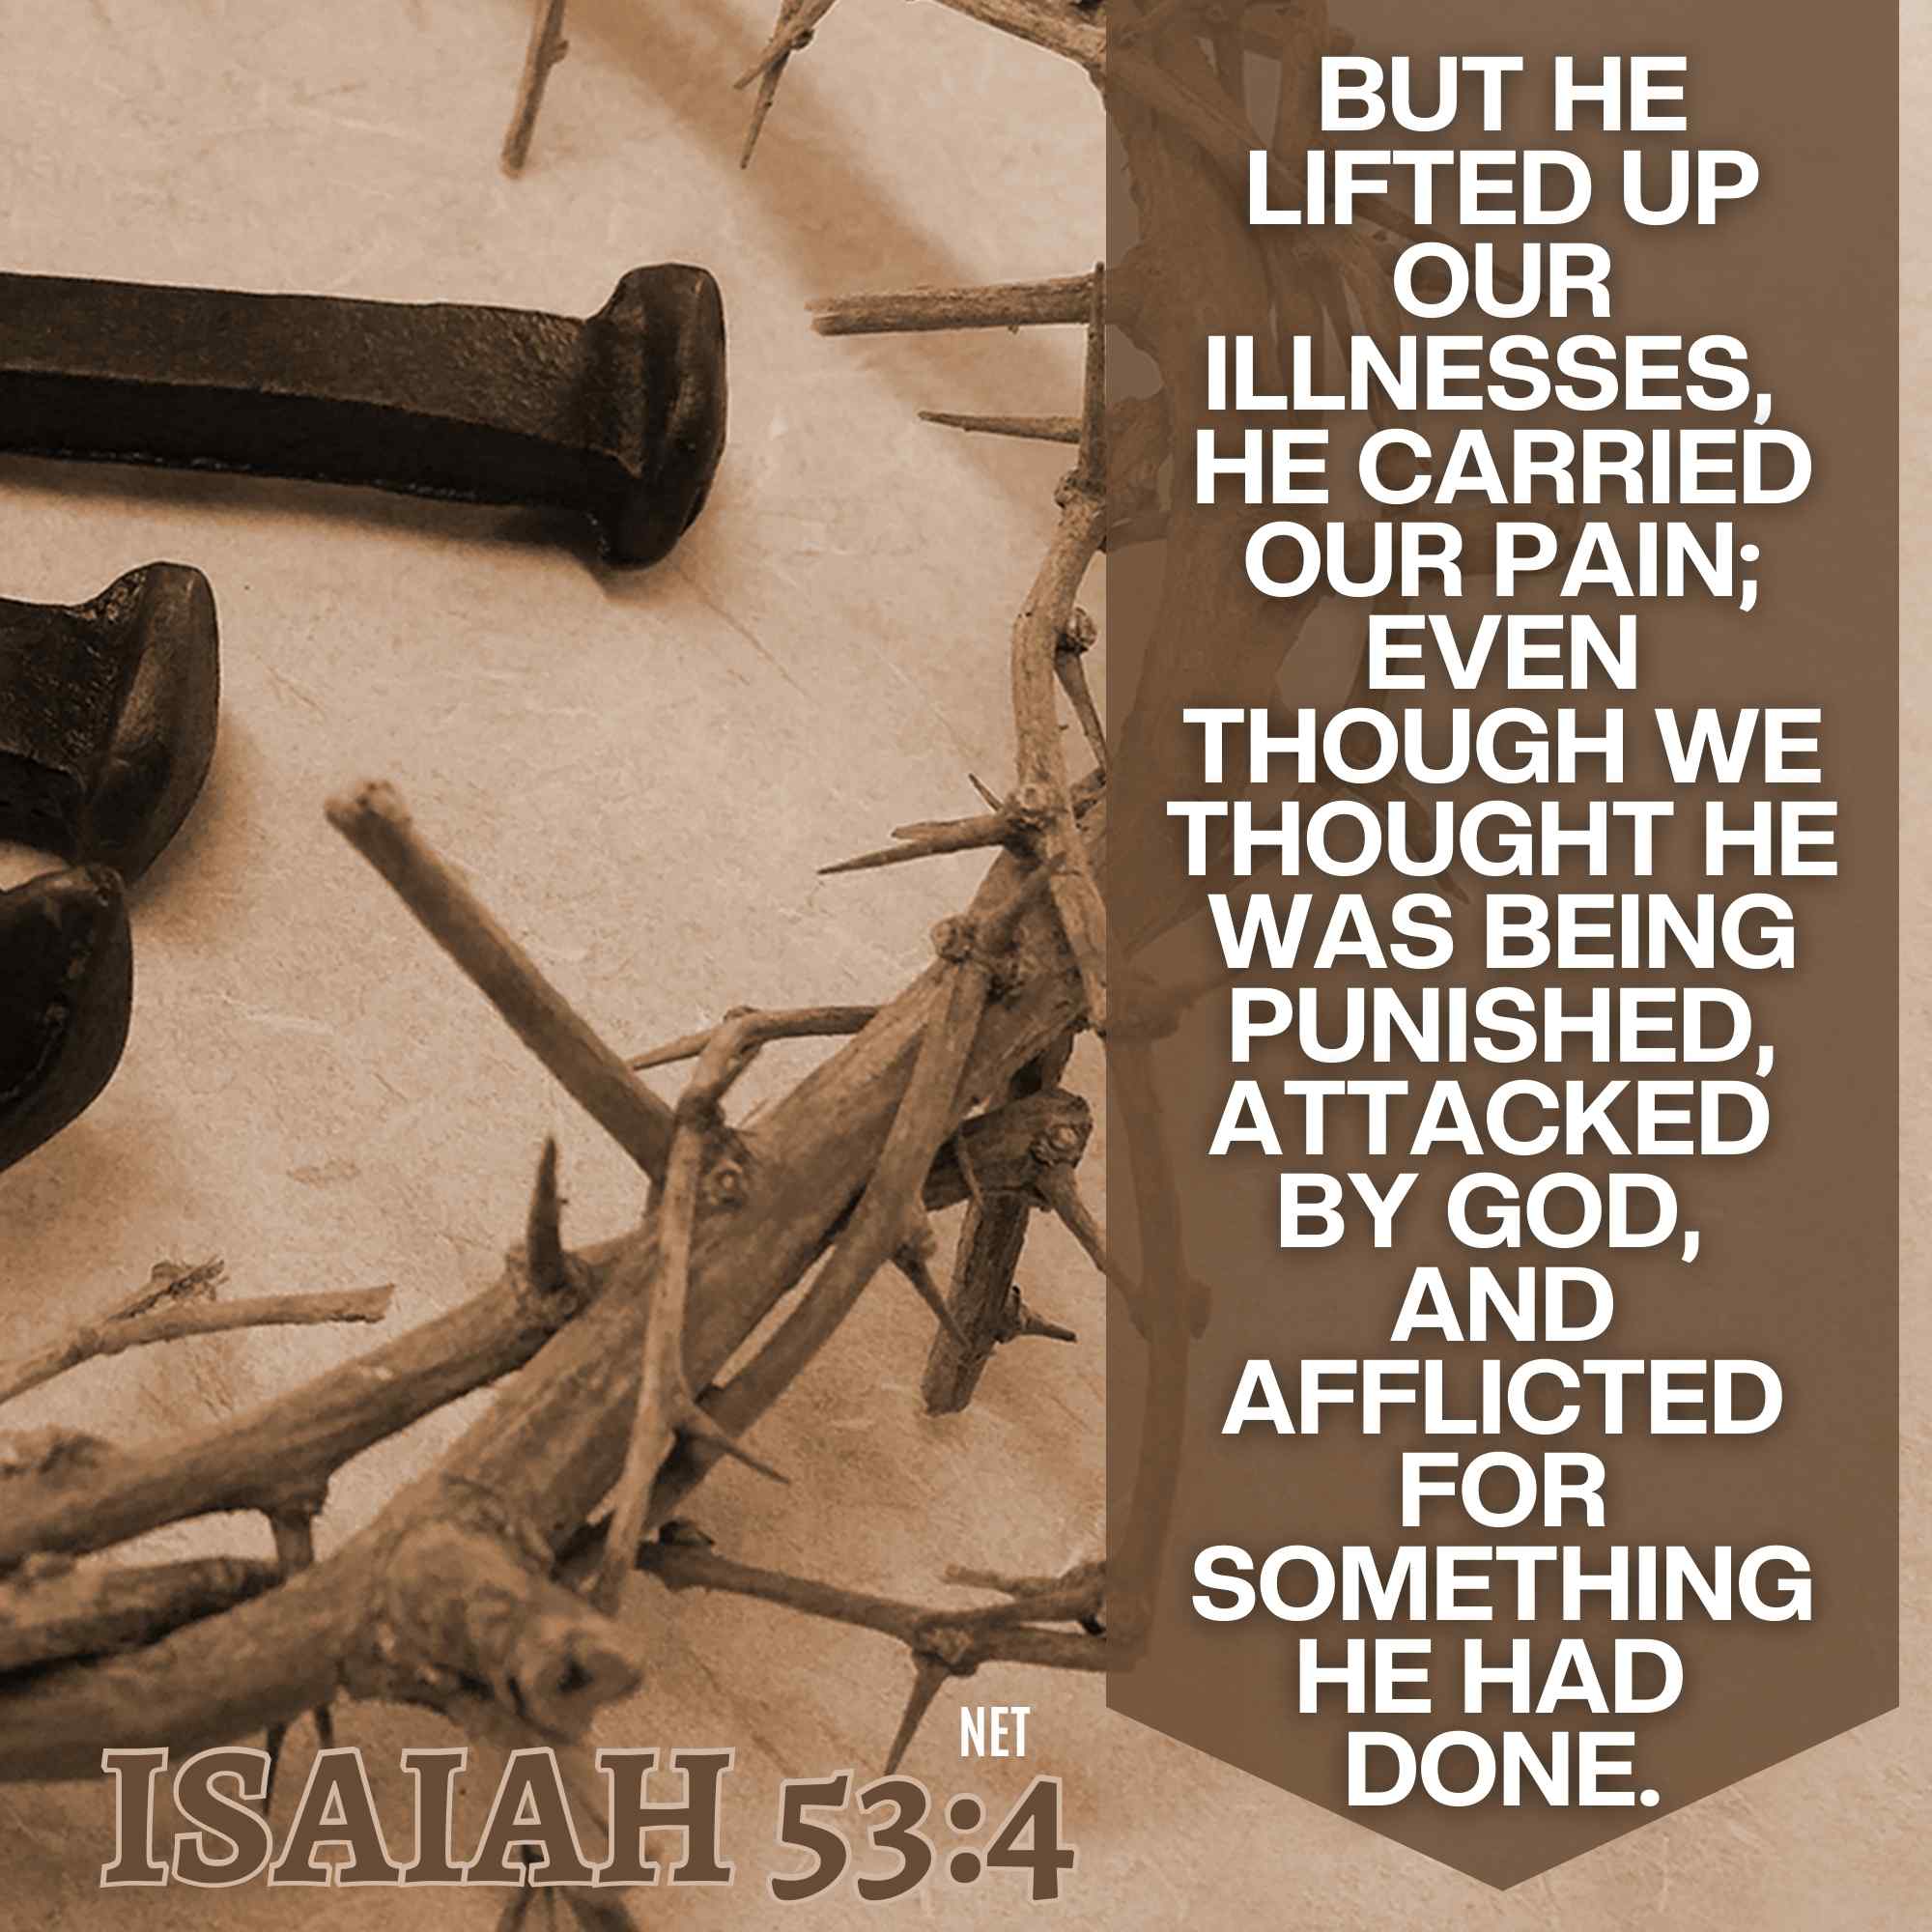 BUT HE
LIFTED UP
OUR
ILLNESSES,
HE CARRIED
OUR PAIN;
EVEN
THOUGH WE
THOUGHT HE
WAS BEING
PUNISHED,
ATTACKED
BY GOD,
AND
AFFLICTED
FOR
SOMETHING
HE HAD
DONE.
NET
ISAIAH 53:4